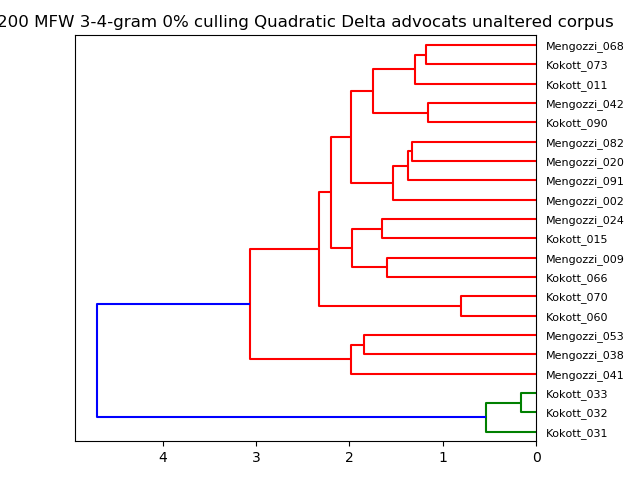 200 MFW 3-4-gram 0% culling Quadratic Delta advocats unaltered corpus
Mengozzi_068
Kokott_073
Kokott_011
Mengozzi_042
Kokott_090
Mengozzi_082
Mengozzi_020
Mengozzi_091
Mengozzi_002
Mengozzi_024
Kokott_015
Mengozzi_009
Kokott_066
Kokott_070
Kokott_060
Mengozzi_053
Mengozzi_038
Mengozzi_041
Kokott_033
Kokott_032
Kokott_031
4 3 2 1 0